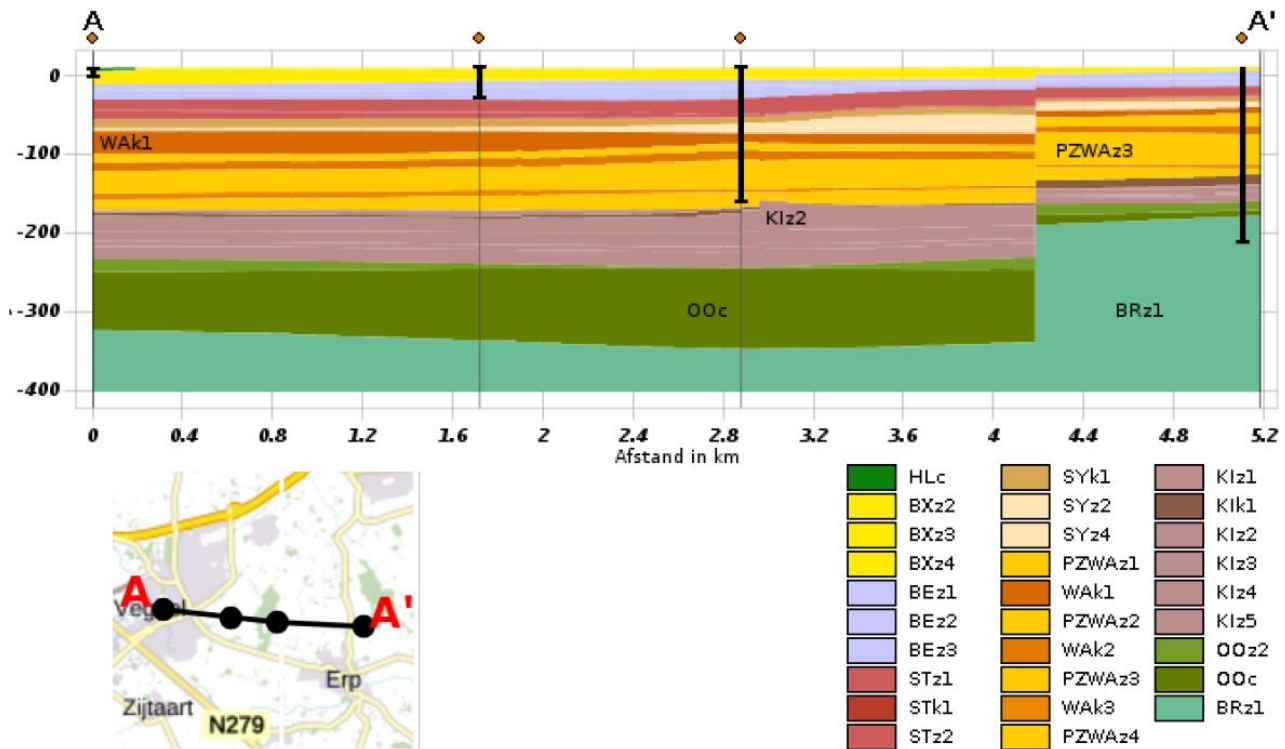 A A'
0
WAk1
-100
PZWAz3
-200
KIz2
-300
OOc
BRz1
-400
0 0.4 0.8 1.2 1.6 2 2.4 2.8 3.2 3.6 4 4.4 4.8 5.2
Afstand in km
A
A'
Erp
Zijtaart
N279
HLc
BXz2
BXz3
BXz4
BEz1
BEz2
BEz3
STz1
STk1
STz2
SYk1
SYz2
SYz4
PZWAz1
WAk1
PZWAz2
WAk2
PZWAz3
WAk3
PZWAz4
KIz1
KIk1
KIz2
KIz3
KIz4
KIz5
OOz2
OOc
BRz1